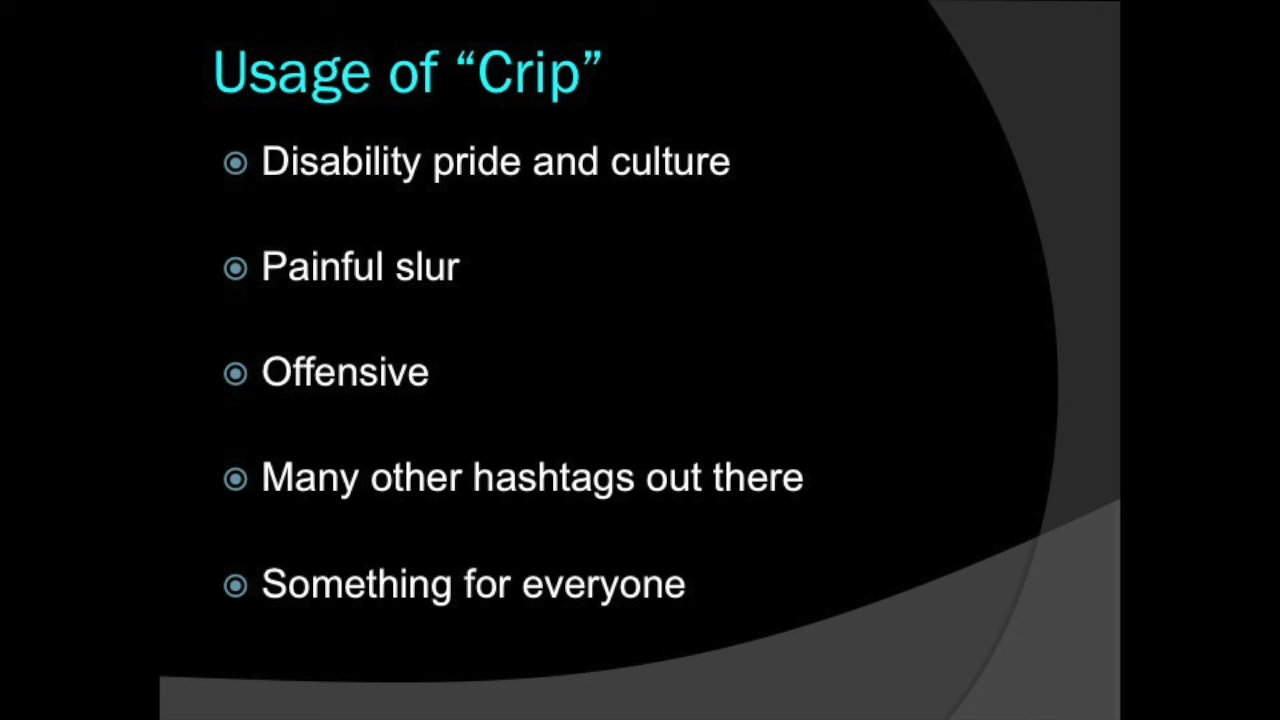 Usage of “Crip”
Disability pride and culture
Painful slur
Offensive
Many other hashtags out there
Something for everyone